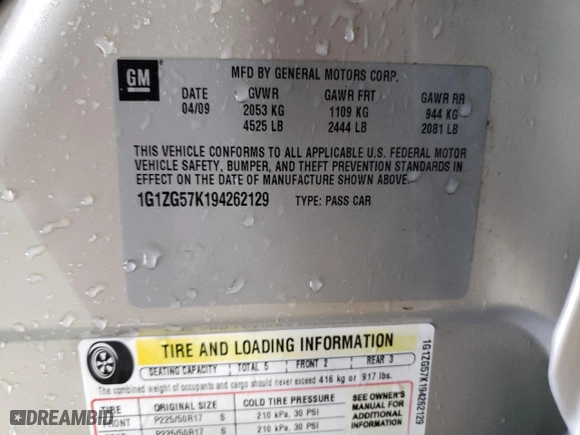 GM
MFD BY GENERAL MOTORS CORP.
DATE GVWR GAWR FRT GAWR RR
04/09 2053 KG 1109 KG 944 KG
4525 LB 2444 LB 2081 LB
THIS VEHICLE CONFORMS TO ALL APPLICABLE U.S. FEDERAL MOTOR
VEHICLE SAFETY, BUMPER, AND THEFT PREVENTION STANDARDS IN
EFFECT ON THE DATE OF MANUFACTURE SHOWN ABOVE.
1G1ZG57K194262129 TYPE: PASS CAR
TIRE AND LOADING INFORMATION
SEATING CAPACITY TOTAL 5 FRONT 2 REAR 3
The combined weight of occupants and cargo should never exceed 416 kg or 917 lbs.
TIRE ORIGINAL SIZE COLD TIRE PRESSURE
FRONT P225/50R17 S 210 kPa, 30 PSI
REAR P225/50R17 S 210 kPa, 30 PSI
SEE OWNER'S
MANUAL FOR
ADDITIONAL
INFORMATION
1G1ZG57K194262129
© DREAMBID